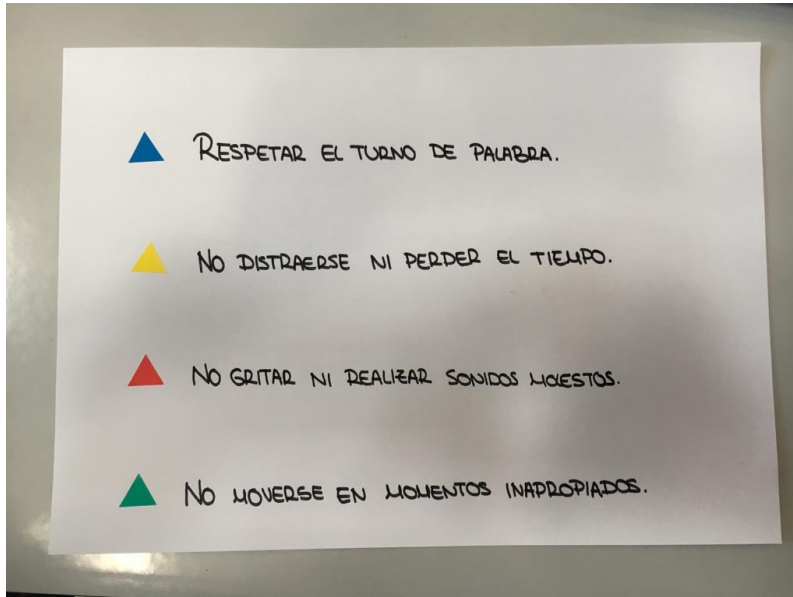 RESPETAR EL TURNO DE PALABRA.
NO DISTRAERSE NI PERDER EL TIEMPO.
NO GRITAR NI REALIZAR SONIDOS MOLESTOS.
NO MOVERSE EN MOMENTOS INAPROPIADOS.